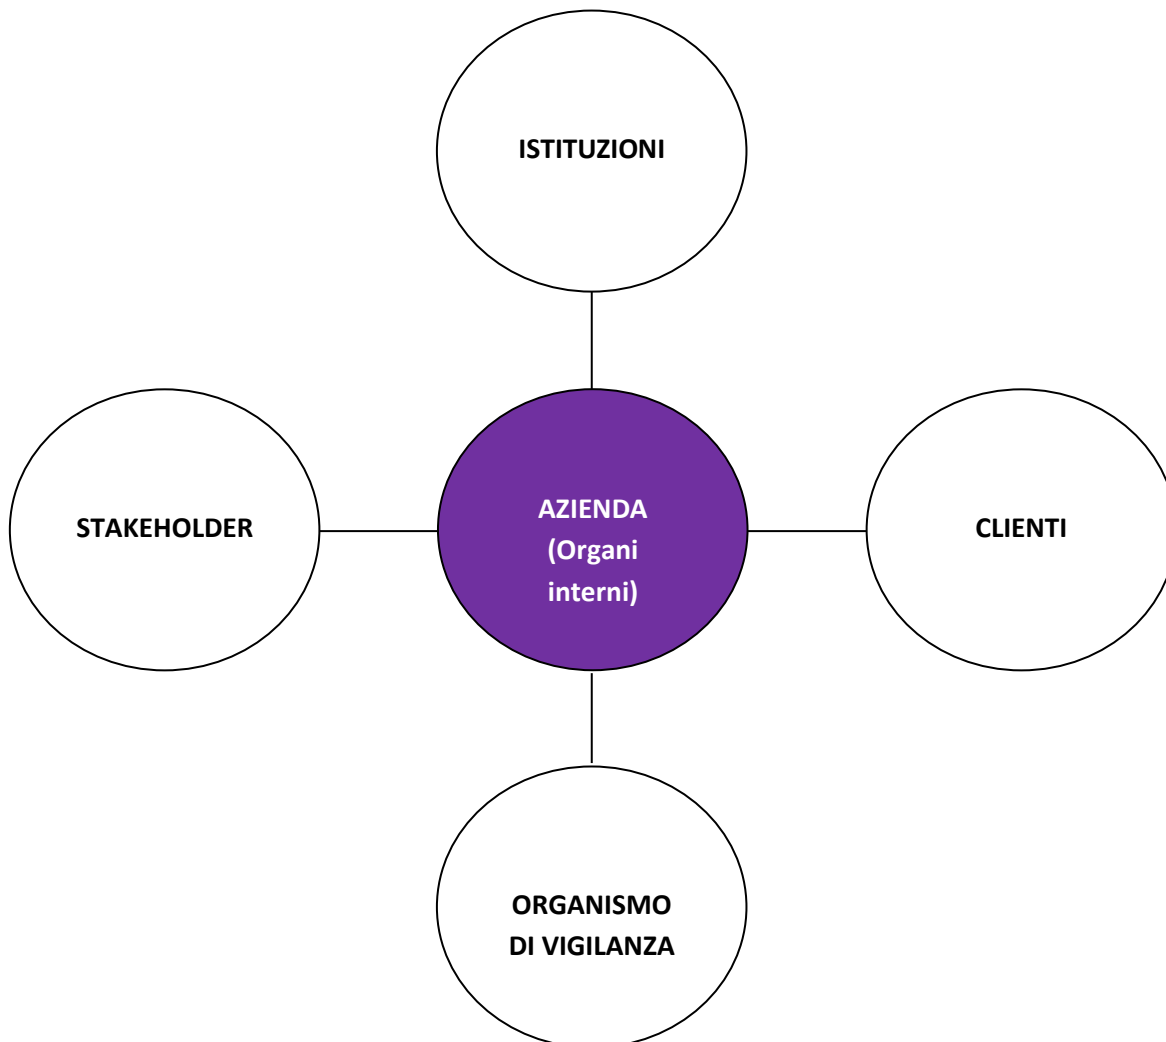 ISTITUZIONI
STAKEHOLDER
AZIENDA
(Organi
interni)
CLIENTI
ORGANISMO
DI VIGILANZA